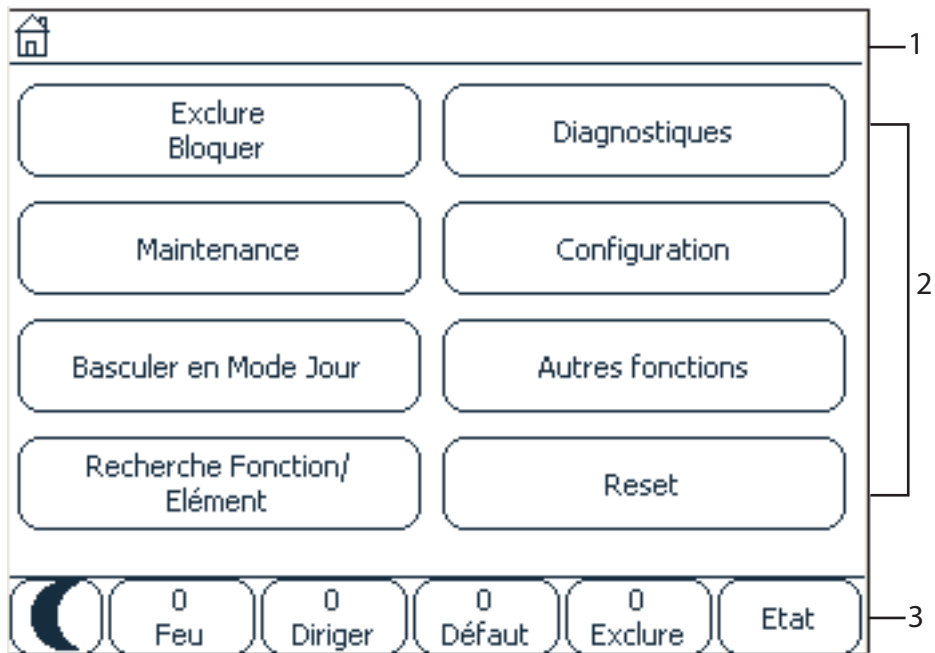 1
Exclure
Bloquer
Diagnostiques
Maintenance
Configuration
2
Basculer en Mode Jour
Autres fonctions
Recherche Fonction/
Elément
Reset
0
Feu
0
Diriger
0
Défaut
0
Exclure
Etat
3